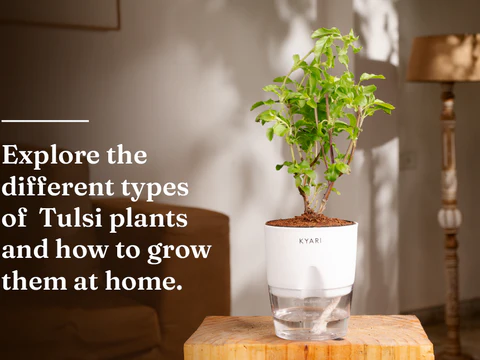 Explore the
different types
of Tulsi plants
and how to grow
them at home.
KYARI